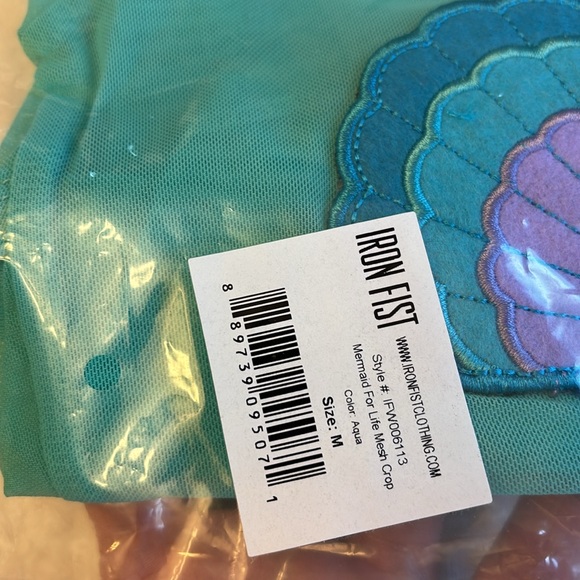 IRON FIST
WWW.IRONFISTCLOTHING.COM
Style #: IFW006113
Mermaid For Life Mesh Crop
Color: Aqua
Size: M
8 89739 09507 1